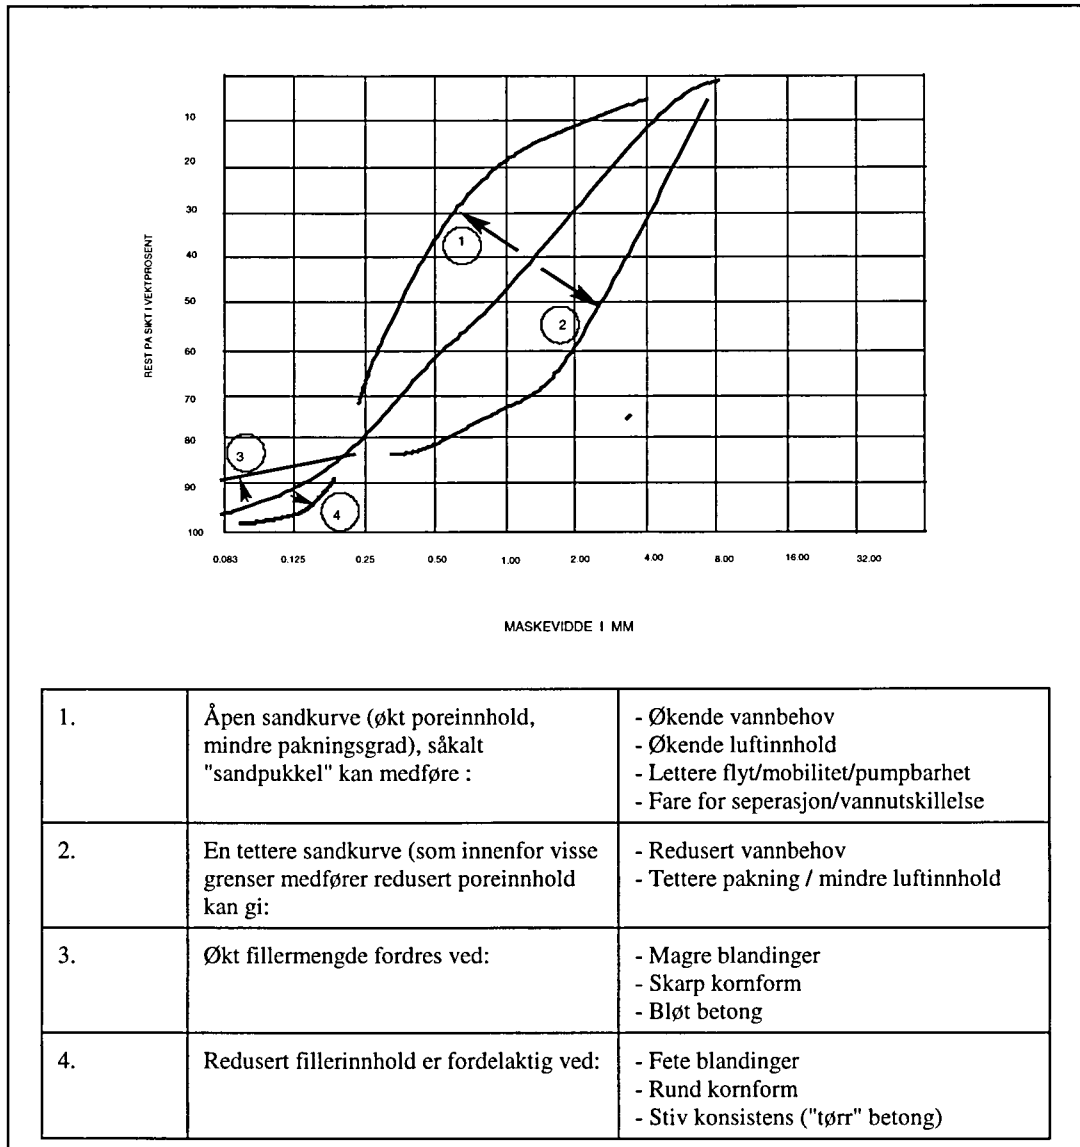 10
20
30
40
50
60
70
80
90
100
REST PA SIKT I VEKTPROSENT
1
2
3
4
0.083 0.125 0.25 0.50 1.00 2.00 4.00 8.00 16.00 32.00
MASKEVIDDE I MM
1.
Åpen sandkurve (økt poreinnhold,
mindre pakningsgrad), såkalt
"sandpukkel" kan medføre :
- Økende vannbehov
- Økende luftinnhold
- Lettere flyt/mobilitet/pumpbarhet
- Fare for seperasjon/vannutskillelse
2.
En tettere sandkurve (som innenfor visse
grenser medfører redusert poreinnhold
kan gi:
- Redusert vannbehov
- Tettere pakning / mindre luftinnhold
3.
Økt fillermengde fordres ved:
- Magre blandinger
- Skarp kornform
- Bløt betong
4.
Redusert fillerinnhold er fordelaktig ved:
- Fete blandinger
- Rund kornform
- Stiv konsistens ("tørr" betong)